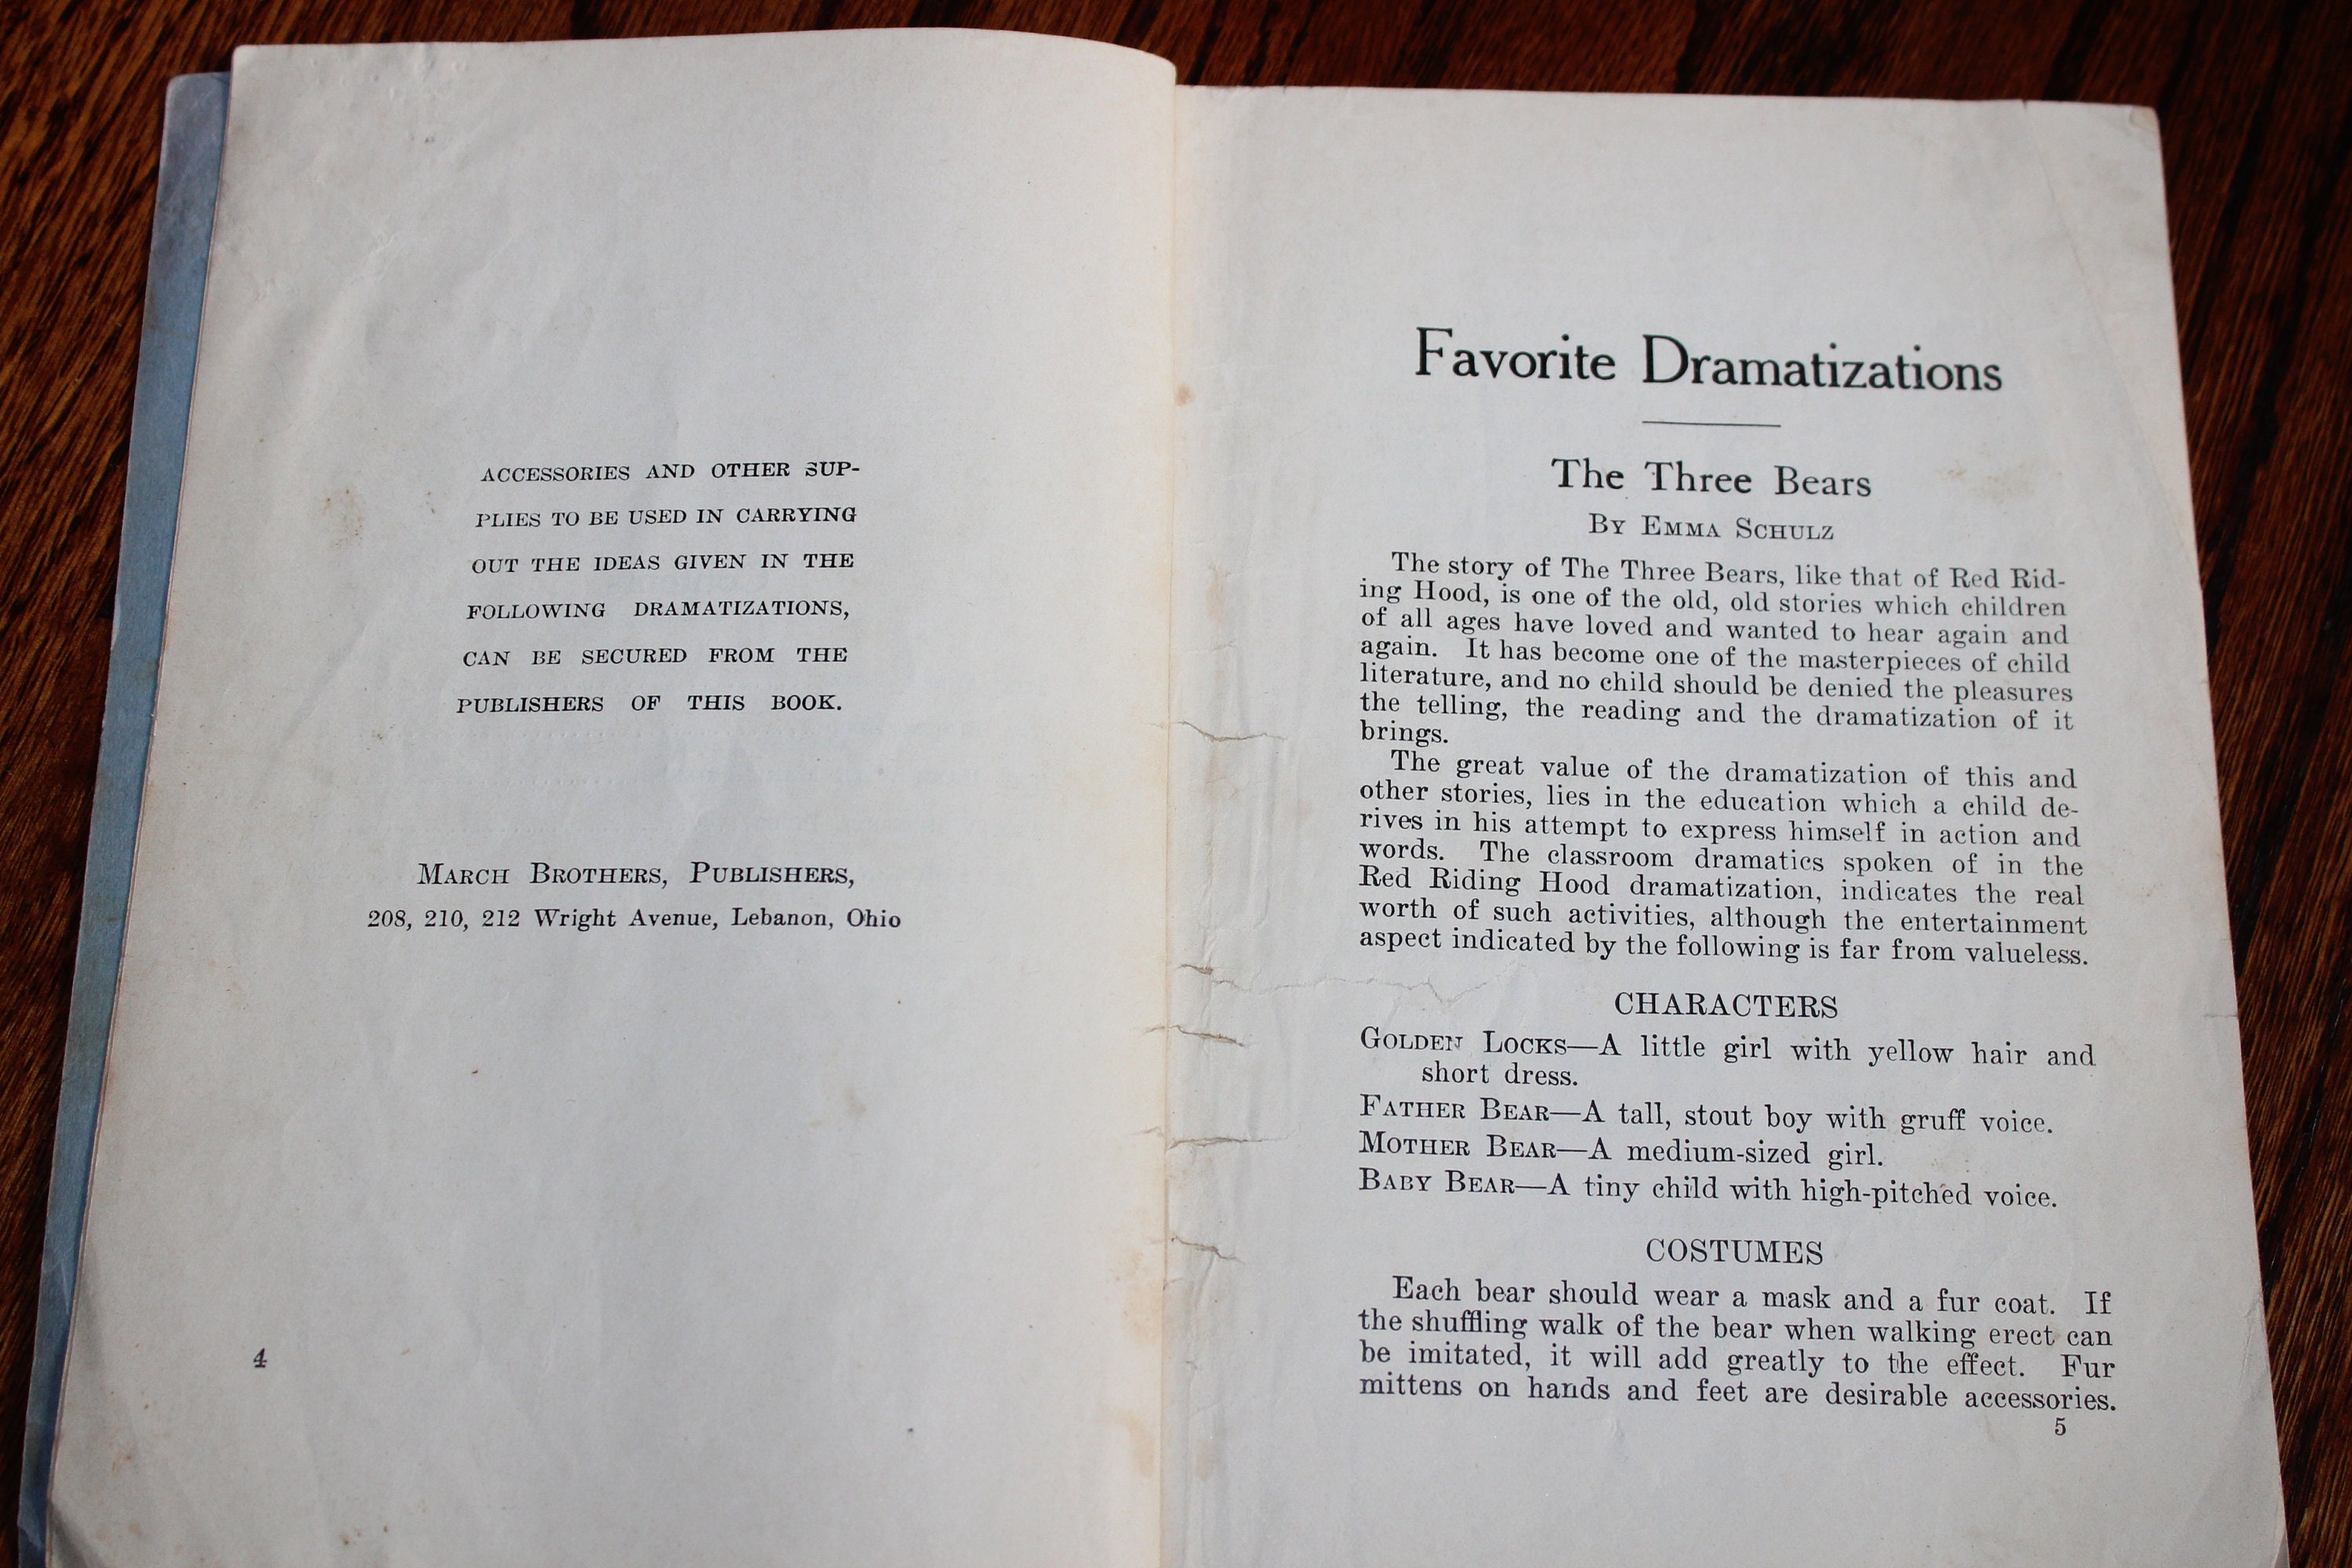 ACCESSORIES AND OTHER SUP-
PLIES TO BE USED IN CARRYING
OUT THE IDEAS GIVEN IN THE
FOLLOWING DRAMATIZATIONS,
CAN BE SECURED FROM THE
PUBLISHERS OF THIS BOOK.
MARCH BROTHERS, PUBLISHERS,
208, 210, 212 Wright Avenue, Lebanon, Ohio
4
Favorite Dramatizations
The Three Bears
BY EMMA SCHULZ
The story of The Three Bears, like that of Red Rid-
ing Hood, is one of the old, old stories which children
of all ages have loved and wanted to hear again and
again. It has become one of the masterpieces of child
literature, and no child should be denied the pleasures
the telling, the reading and the dramatization of it
brings.
The great value of the dramatization of this and
other stories, lies in the education which a child de-
rives in his attempt to express himself in action and
words. The classroom dramatics spoken of in the
Red Riding Hood dramatization, indicates the real
worth of such activities, although the entertainment
aspect indicated by the following is far from valueless.
CHARACTERS
GOLDEN LOCKS—A little girl with yellow hair and
short dress.
FATHER BEAR—A tall, stout boy with gruff voice.
MOTHER BEAR—A medium-sized girl.
BABY BEAR—A tiny child with high-pitched voice.
COSTUMES
Each bear should wear a mask and a fur coat. If
the shuffling walk of the bear when walking erect can
be imitated, it will add greatly to the effect. Fur
mittens on hands and feet are desirable accessories.
5